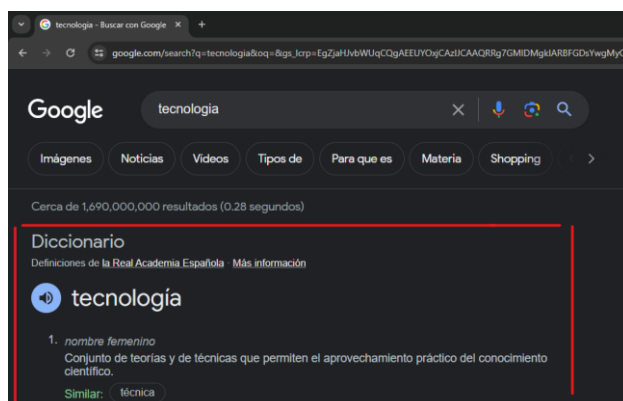 tecnologia - Buscar con Google
google.com/search?q=tecnologia&oq=&gs_lcrp=
Google
tecnologia
Imágenes Noticias Videos Tipos de Para que es Materia Shopping
Cerca de 1,690,000,000 resultados (0.28 segundos)
Diccionario
Definiciones de la Real Academia Española · Más información
tecnología
1. nombre femenino
Conjunto de teorías y de técnicas que permiten el aprovechamiento práctico del conocimiento
científico.
Similar: técnica